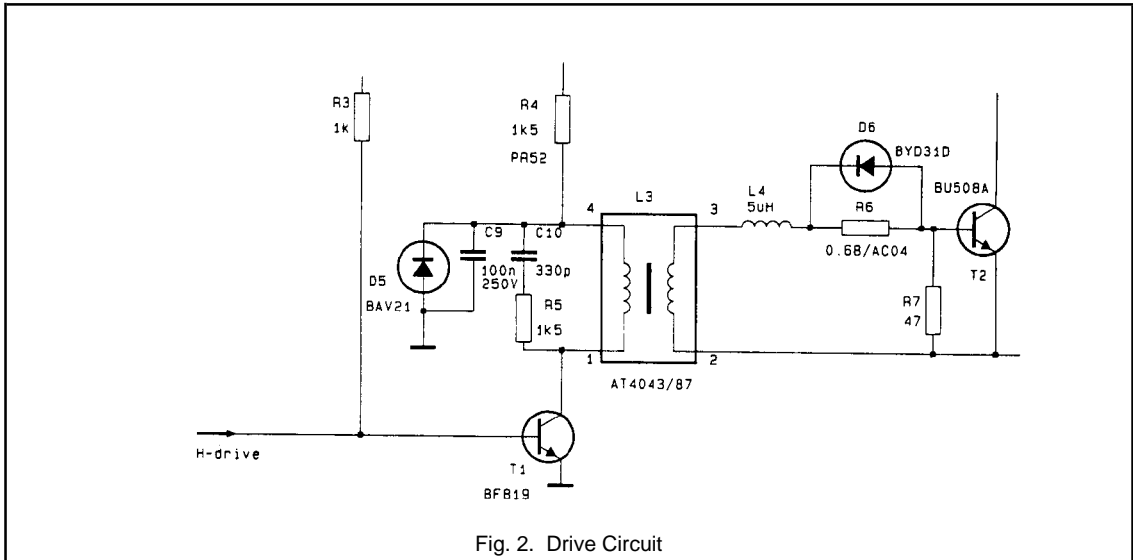 R3
1k
R4
1k5
PR52
D6
BYD31D
BU508A
L3
4
3
L4
5uH
R6
0.68/AC04
T2
C9
C10
100n
250V
330p
D5
BAV21
R5
1k5
R7
47
1
2
AT4043/87
H-drive
T1
BF819
Fig. 2. Drive Circuit